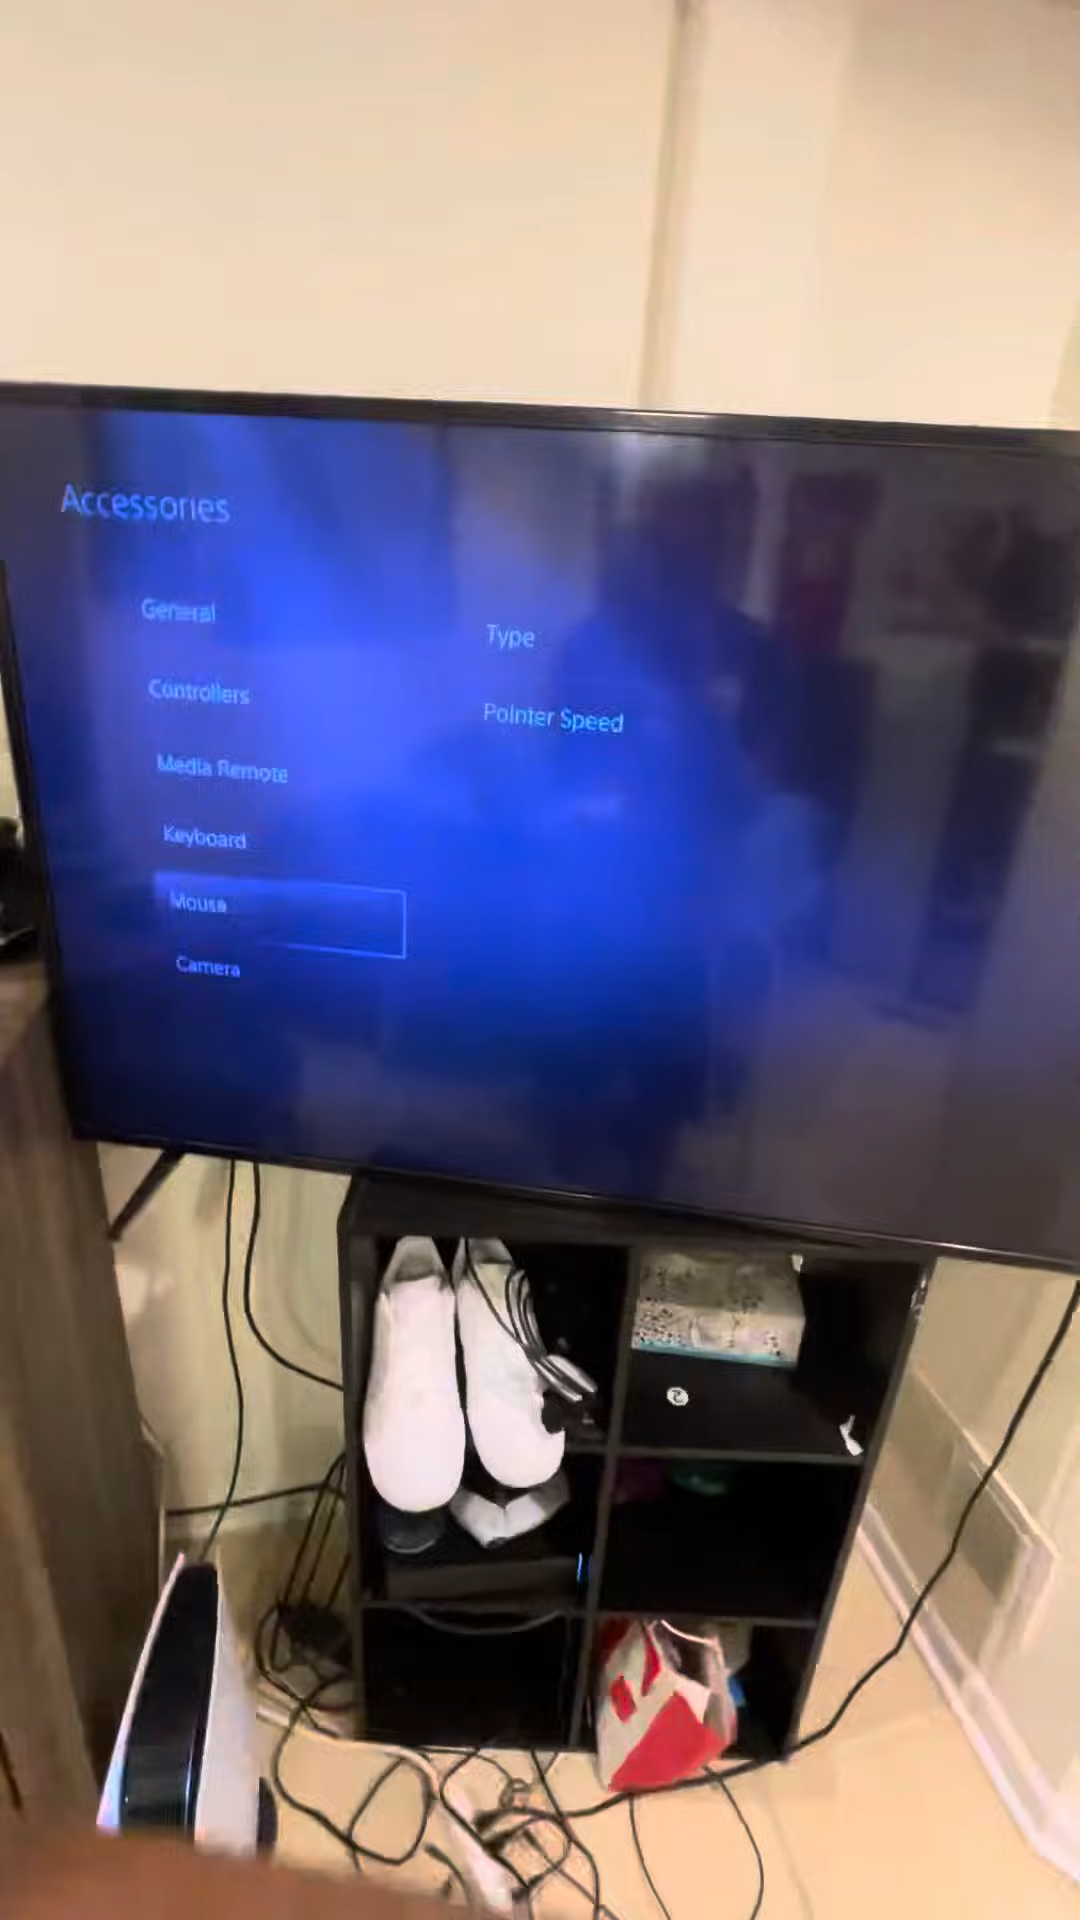 Accessories
General
Controllers
Media Remote
Keyboard
Mouse
Camera
Type
Pointer Speed